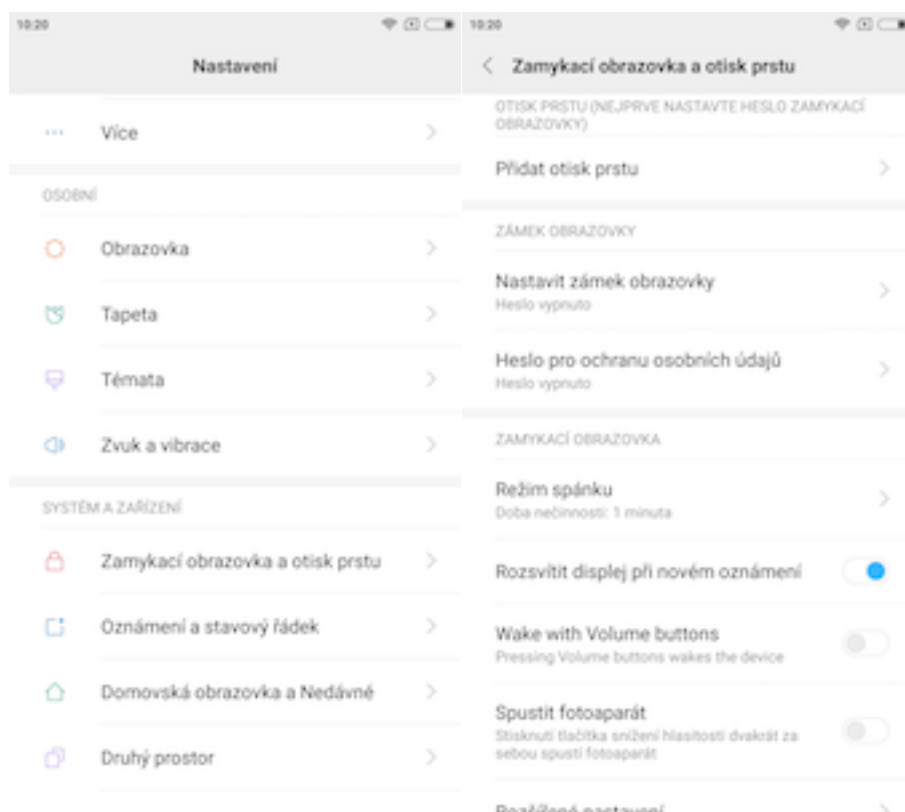 10:20
Nastavení
Více
OSOBNÍ
Obrazovka
Tapeta
Témata
Zvuk a vibrace
SYSTÉM A ZAŘÍZENÍ
Zamykací obrazovka a otisk prstu
Oznámení a stavový řádek
Domovská obrazovka a Nedávné
Druhý prostor
10:20
Zamykací obrazovka a otisk prstu
OTISK PRSTU (NEJPRVE NASTAVTE HESLO ZAMYKACÍ
OBRAZOVKY)
Přidat otisk prstu
ZÁMEK OBRAZOVKY
Nastavit zámek obrazovky
Heslo vypnuto
Heslo pro ochranu osobních údajů
Heslo vypnuto
ZAMYKACÍ OBRAZOVKA
Režim spánku
Doba nečinnosti: 1 minuta
Rozsvítit displej při novém oznámení
Wake with Volume buttons
Pressing Volume buttons wakes the device
Spustit fotoaparát
Stisknutí tlačítka snížení hlasitosti dvakrát za
sebou spustí fotoaparát
Rozšířené nastavení